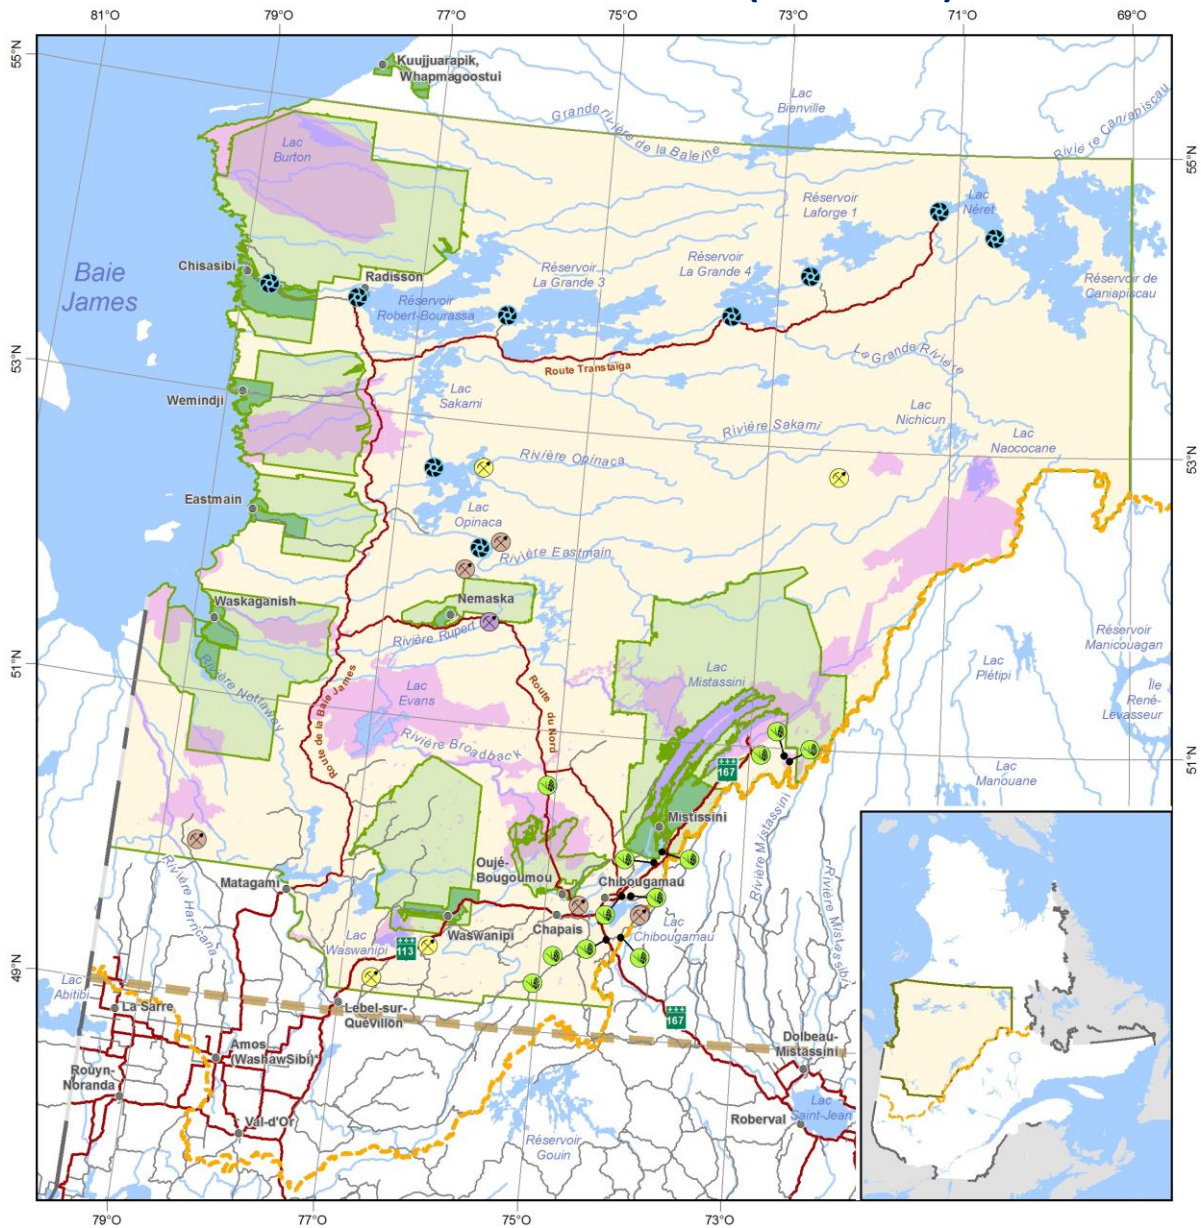 81°O
79°O
77°O
75°O
73°O
71°O
69°O
55°N
Kuujjuarapik,
Whapmagoostui
Lac
Bienville
Grande rivière de la Baleine
Rivière Caniapiscau
55°N
Lac
Burton
Réservoir
Laforge 1
Lac
Néret
Chisasibi
Baie
James
Radisson
Réservoir
Robert-Bourassa
Réservoir
La Grande 3
Réservoir
La Grande 4
Réservoir de
Caniapiscau
53°N
La Grande Rivière
Route Transtaïga
Wemindji
Lac
Sakami
Lac
Nichicun
Rivière Sakami
Lac
Naococane
53°N
Rivière Opinaca
Eastmain
Lac
Opinaca
Rivière Eastmain
Waskaganish
Nemaska
Rivière Rupert
Réservoir
Manicouagan
51°N
Rivière Nottaway
Route de la Baie James
Lac
Evans
Route du Nord
Lac
Mistassini
Lac
Plétipi
Île
René-
Levasseur
Rivière Broadback
51°N
167
Lac
Manouane
Mistissini
Rivière Mistassini
Rivière Mistassibi
Rivière Harricana
Matagami
Oujé-
Bougoumou
Chibougamau
Chapais
Lac
Chibougamau
Lac
Waswanipi
Waswanipi
113
49°N
Lac
Abitibi
La Sarre
Lebel-sur-
Quévillon
167
Amos
(WashawSibi)*
Dolbeau-
Mistassini
Rouyn-
Noranda
Val-d'Or
Réservoir
Gouin
Roberval
Lac
Saint-Jean
79°O
77°O
75°O
73°O